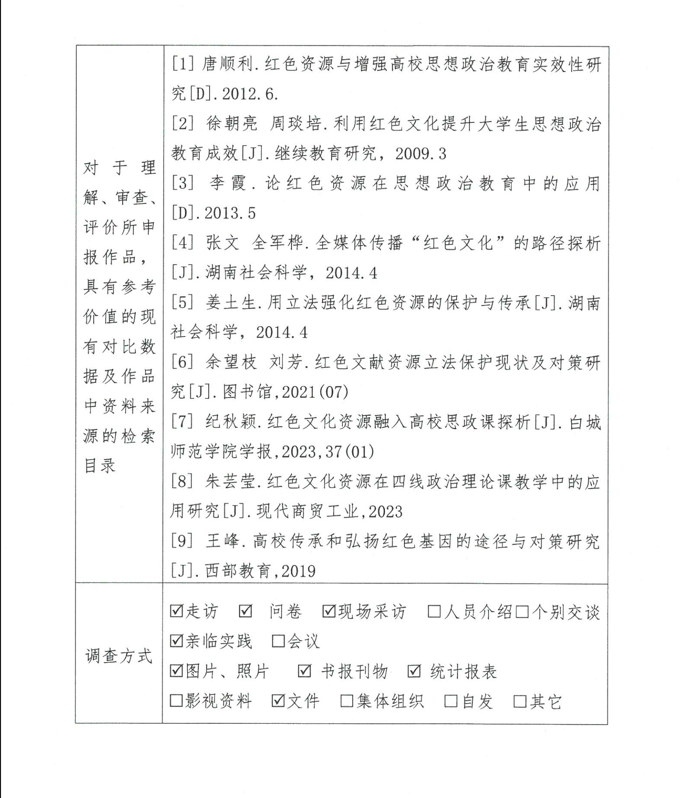 对于理
解、审查、
评价所申
报作品，
具有参考
价值的现
有对比数
据及作品
中资料来
源的检索
目录
[1] 唐顺利.红色资源与增强高校思想政治教育实效性研
究[D].2012.6.
[2] 徐朝亮 周琰培.利用红色文化提升大学生思想政治
教育成效[J].继续教育研究，2009.3
[3] 李霞.论红色资源在思想政治教育中的应用
[D].2013.5
[4] 张文 全军桦.全媒体传播“红色文化”的路径探析
[J].湖南社会科学，2014.4
[5] 姜土生.用立法强化红色资源的保护与传承[J].湖南
社会科学，2014.4
[6] 余望枝 刘芳.红色文献资源立法保护现状及对策研
究[J].图书馆,2021(07)
[7] 纪秋颖.红色文化资源融入高校思政课探析[J].白城
师范学院学报,2023,37(01)
[8] 朱芸莹.红色文化资源在四线政治理论课教学中的应
用研究[J].现代商贸工业,2023
[9] 王峰.高校传承和弘扬红色基因的途径与对策研究
[J].西部教育,2019
调查方式
☑走访 ☑ 问卷 ☑现场采访 □人员介绍□个别交谈
☑亲临实践 □会议
☑图片、照片 ☑ 书报刊物 ☑ 统计报表
□影视资料 ☑文件 □集体组织 □自发 □其它